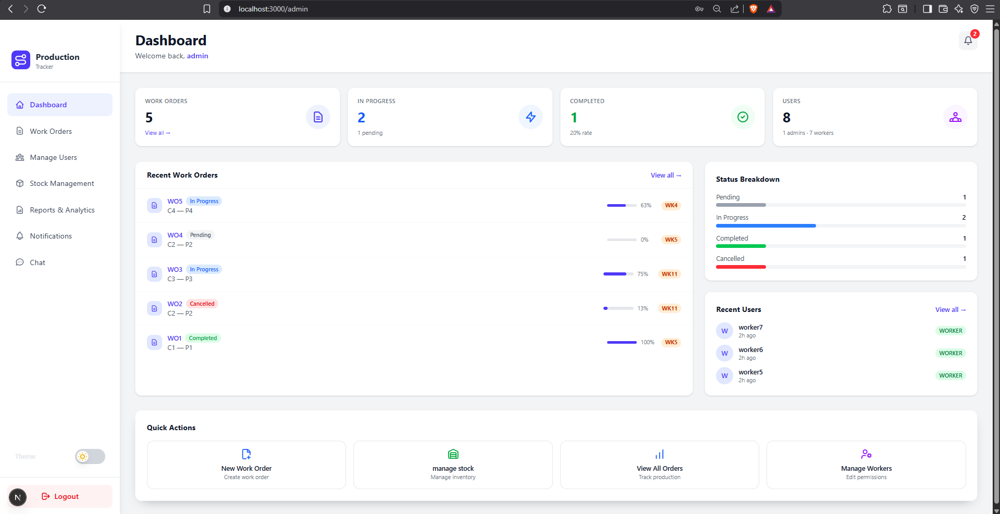 localhost:3000/admin
Production
Tracker
Dashboard
Work Orders
Manage Users
Stock Management
Reports & Analytics
Notifications
Chat
Theme
N
Logout
Dashboard
Welcome back, admin
2
WORK ORDERS
5
View all →
IN PROGRESS
2
1 pending
COMPLETED
1
20% rate
USERS
8
1 admins · 7 workers
Recent Work Orders
View all →
WO5 In Progress
C4 — P4
63% WK4
WO4 Pending
C2 — P2
0% WK5
WO3 In Progress
C3 — P3
75% WK11
WO2 Cancelled
C2 — P2
13% WK11
WO1 Completed
C1 — P1
100% WK5
Status Breakdown
Pending 1
In Progress 2
Completed 1
Cancelled 1
Recent Users
View all →
W worker7
2h ago
WORKER
W worker6
2h ago
WORKER
W worker5
2h ago
WORKER
Quick Actions
New Work Order
Create work order
manage stock
Manage inventory
View All Orders
Track production
Manage Workers
Edit permissions